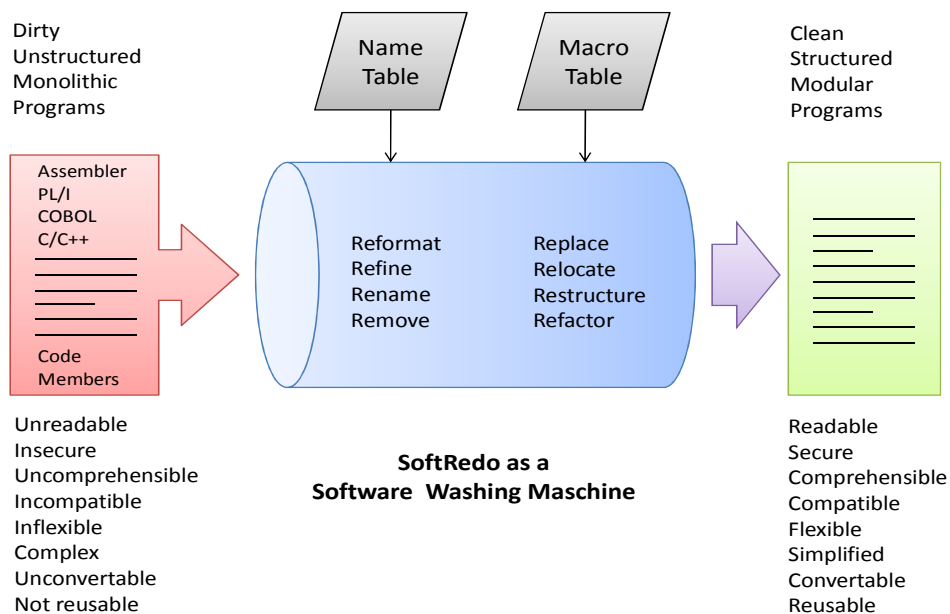 Dirty
Unstructured
Monolithic
Programs
Name
Table
Macro
Table
Clean
Structured
Modular
Programs
Assembler
PL/I
COBOL
C/C++
Code
Members
Reformat
Refine
Rename
Remove
Replace
Relocate
Restructure
Refactor
Unreadable
Insecure
Uncomprehensible
Incompatible
Inflexible
Complex
Unconvertable
Not reusable
SoftRedo as a
Software Washing Maschine
Readable
Secure
Comprehensible
Compatible
Flexible
Simplified
Convertable
Reusable